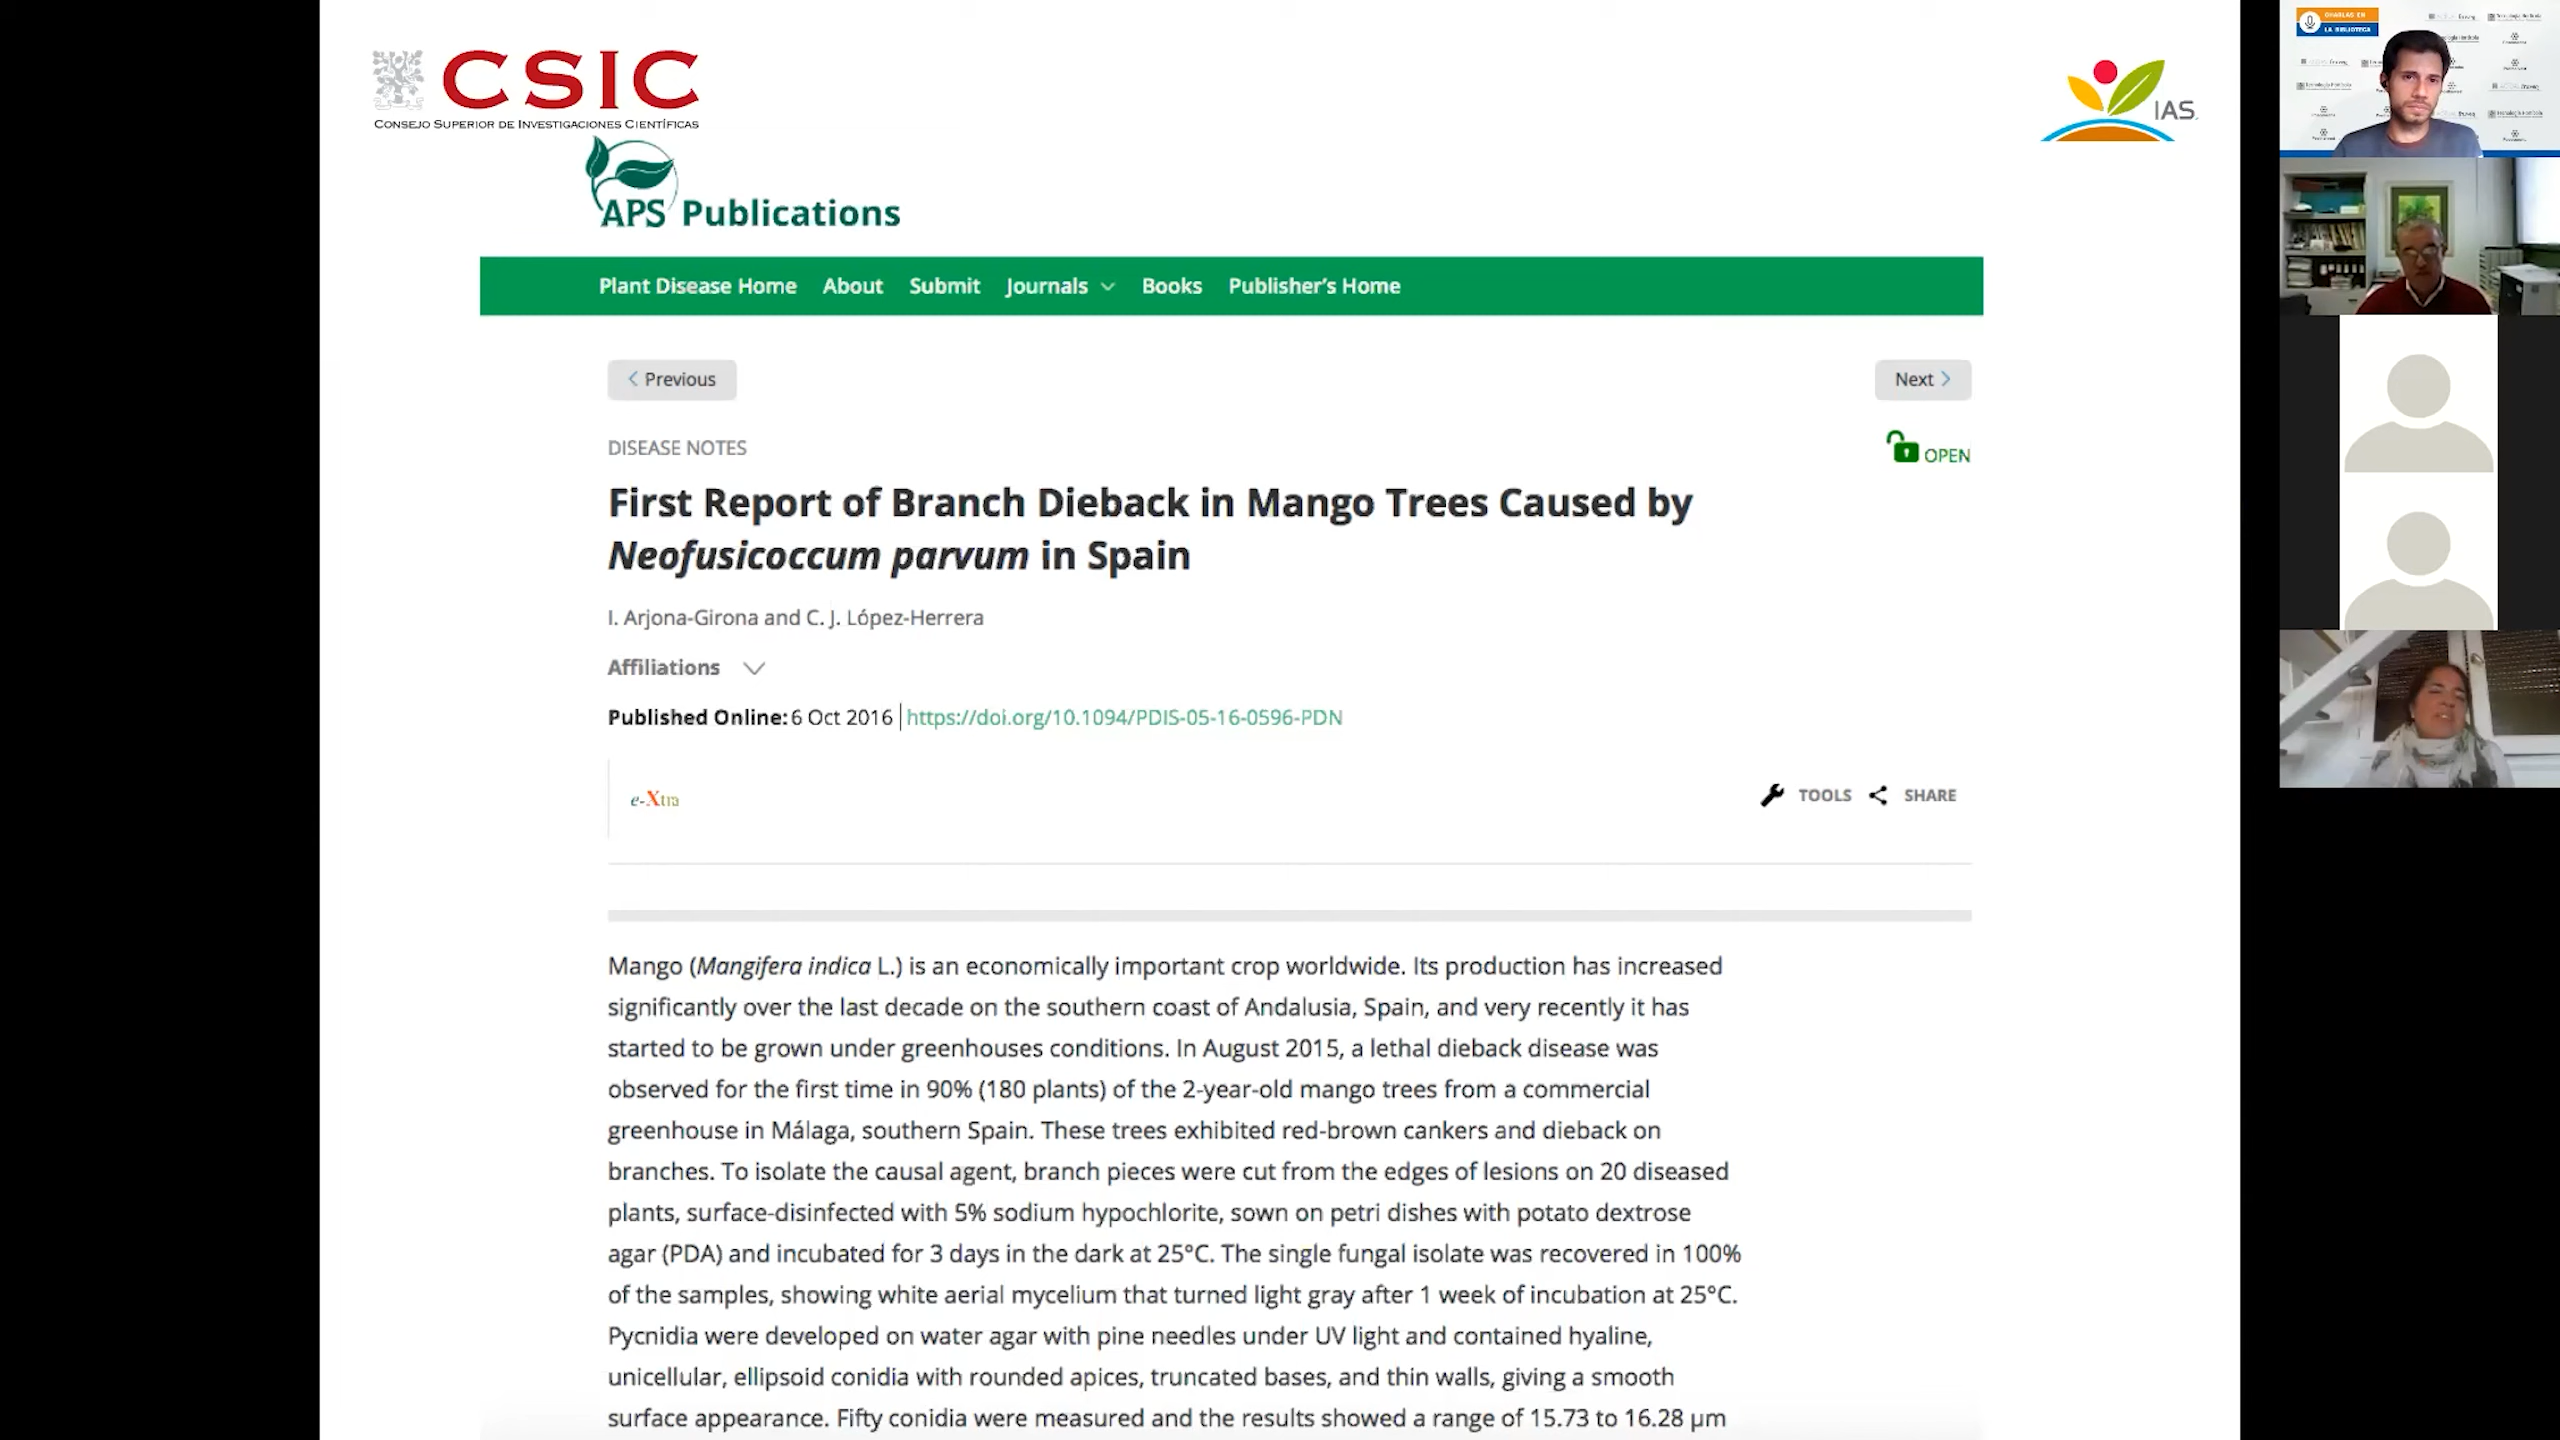 CSIC
CONSEJO SUPERIOR DE INVESTIGACIONES CIENTÍFICAS
IAS
APS Publications
Plant Disease Home About Submit Journals Books Publisher's Home
Previous Next
DISEASE NOTES
OPEN
First Report of Branch Dieback in Mango Trees Caused by
Neofusicoccum parvum in Spain
I. Arjona-Girona and C. J. López-Herrera
Affiliations
Published Online: 6 Oct 2016 https://doi.org/10.1094/PDIS-05-16-0596-PDN
e-Xtra TOOLS SHARE
Mango (Mangifera indica L.) is an economically important crop worldwide. Its production has increased
significantly over the last decade on the southern coast of Andalusia, Spain, and very recently it has
started to be grown under greenhouses conditions. In August 2015, a lethal dieback disease was
observed for the first time in 90% (180 plants) of the 2-year-old mango trees from a commercial
greenhouse in Málaga, southern Spain. These trees exhibited red-brown cankers and dieback on
branches. To isolate the causal agent, branch pieces were cut from the edges of lesions on 20 diseased
plants, surface-disinfected with 5% sodium hypochlorite, sown on petri dishes with potato dextrose
agar (PDA) and incubated for 3 days in the dark at 25°C. The single fungal isolate was recovered in 100%
of the samples, showing white aerial mycelium that turned light gray after 1 week of incubation at 25°C.
Pycnidia were developed on water agar with pine needles under UV light and contained hyaline,
unicellular, ellipsoid conidia with rounded apices, truncated bases, and thin walls, giving a smooth
surface appearance. Fifty conidia were measured and the results showed a range of 15.73 to 16.28 µm
CHARLAS EN
LA BIBLIOTECA